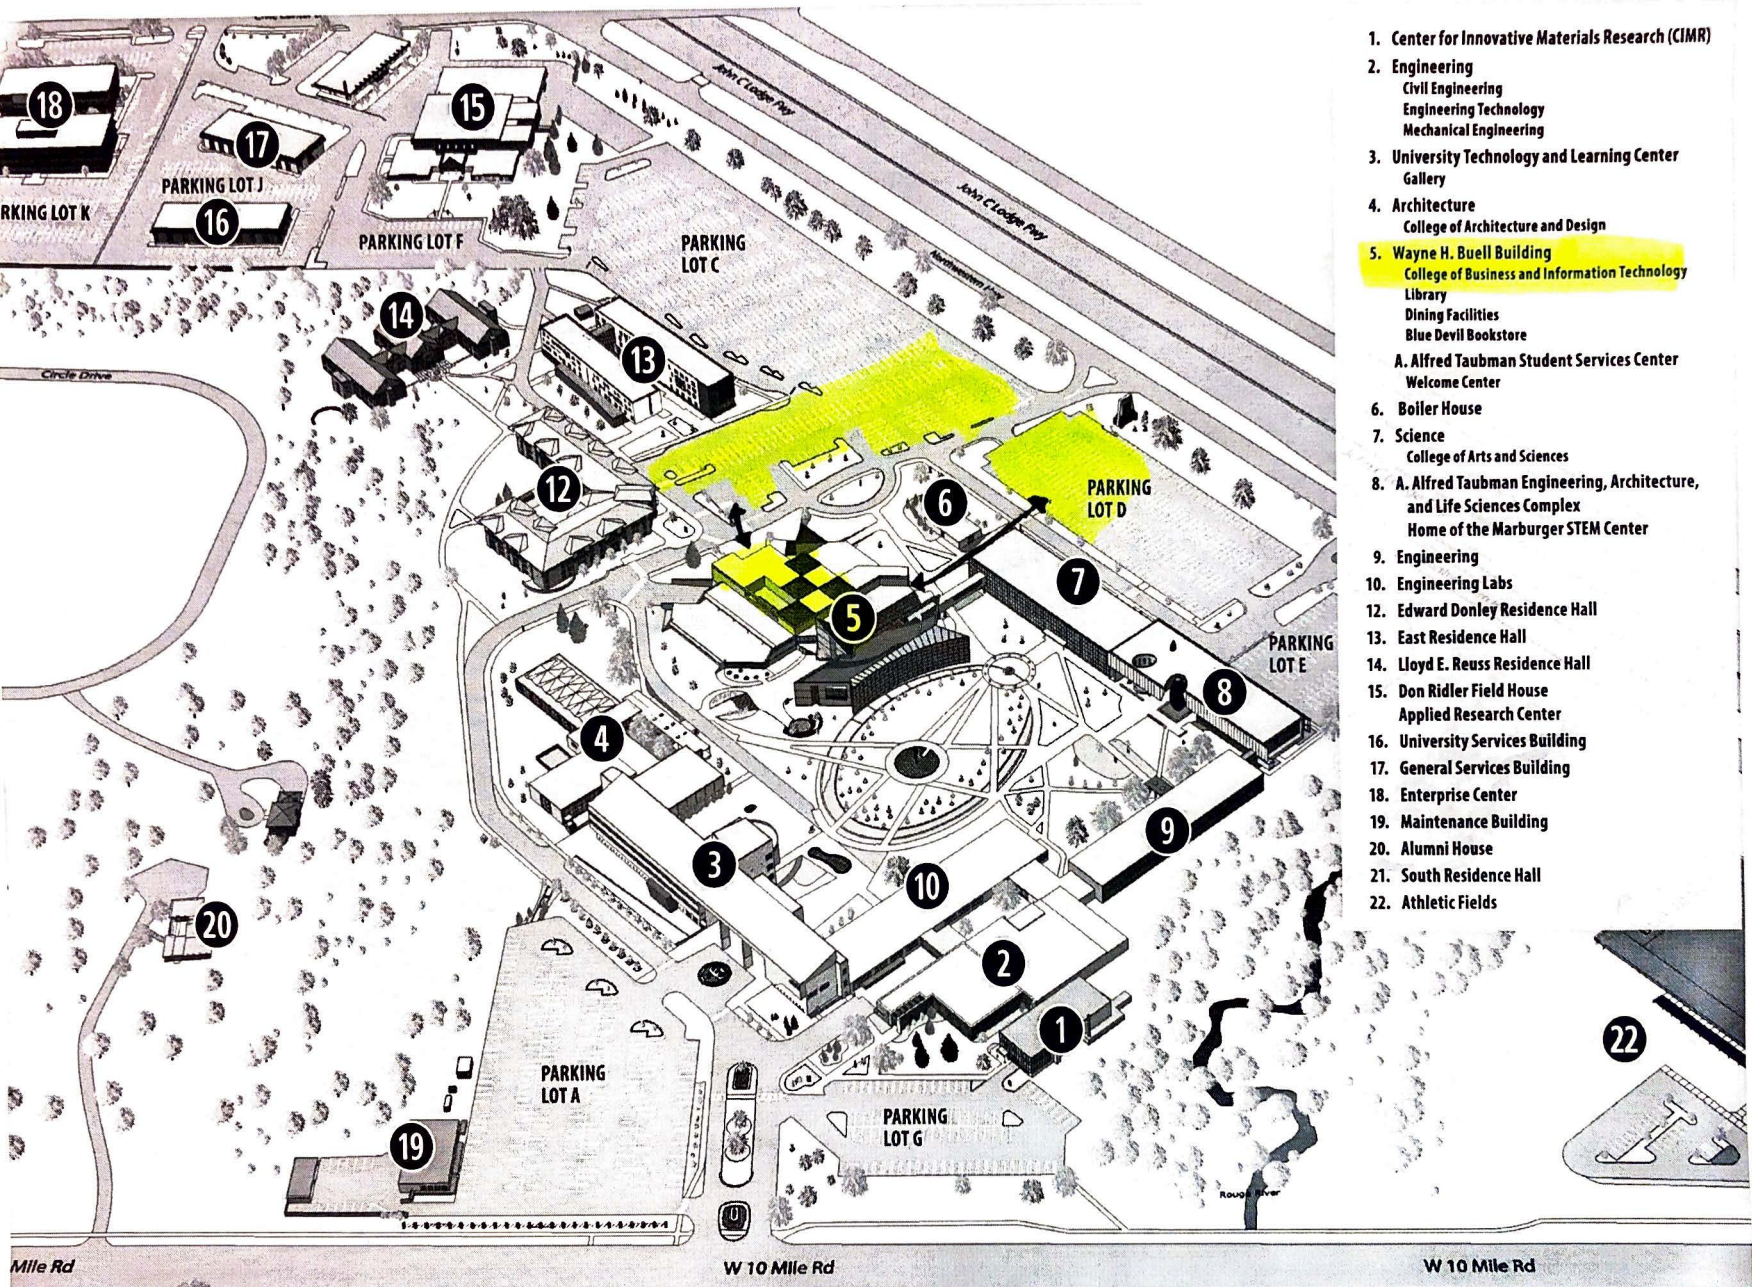 1. Center for Innovative Materials Research (CIMR)
2. Engineering
Civil Engineering
Engineering Technology
Mechanical Engineering
3. University Technology and Learning Center
Gallery
4. Architecture
College of Architecture and Design
5. Wayne H. Buell Building
College of Business and Information Technology
Library
Dining Facilities
Blue Devil Bookstore
A. Alfred Taubman Student Services Center
Welcome Center
6. Boiler House
7. Science
College of Arts and Sciences
8. A. Alfred Taubman Engineering, Architecture,
and Life Sciences Complex
Home of the Marburger STEM Center
9. Engineering
10. Engineering Labs
12. Edward Donley Residence Hall
13. East Residence Hall
14. Lloyd E. Reuss Residence Hall
15. Don Ridler Field House
Applied Research Center
16. University Services Building
17. General Services Building
18. Enterprise Center
19. Maintenance Building
20. Alumni House
21. South Residence Hall
22. Athletic Fields
John C Lodge Fwy
John C Lodge Fwy
Northwestern Hwy
18
15
17
PARKING LOT J
RKING LOT K
16
PARKING LOT F
PARKING
LOT C
14
13
Circle Drive
12
6
PARKING
LOT D
7
5
PARKING
LOT E
8
4
9
3
10
20
2
1
22
PARKING
LOT A
PARKING
LOT G
19
Rouge River
Mile Rd
W 10 Mile Rd
W 10 Mile Rd